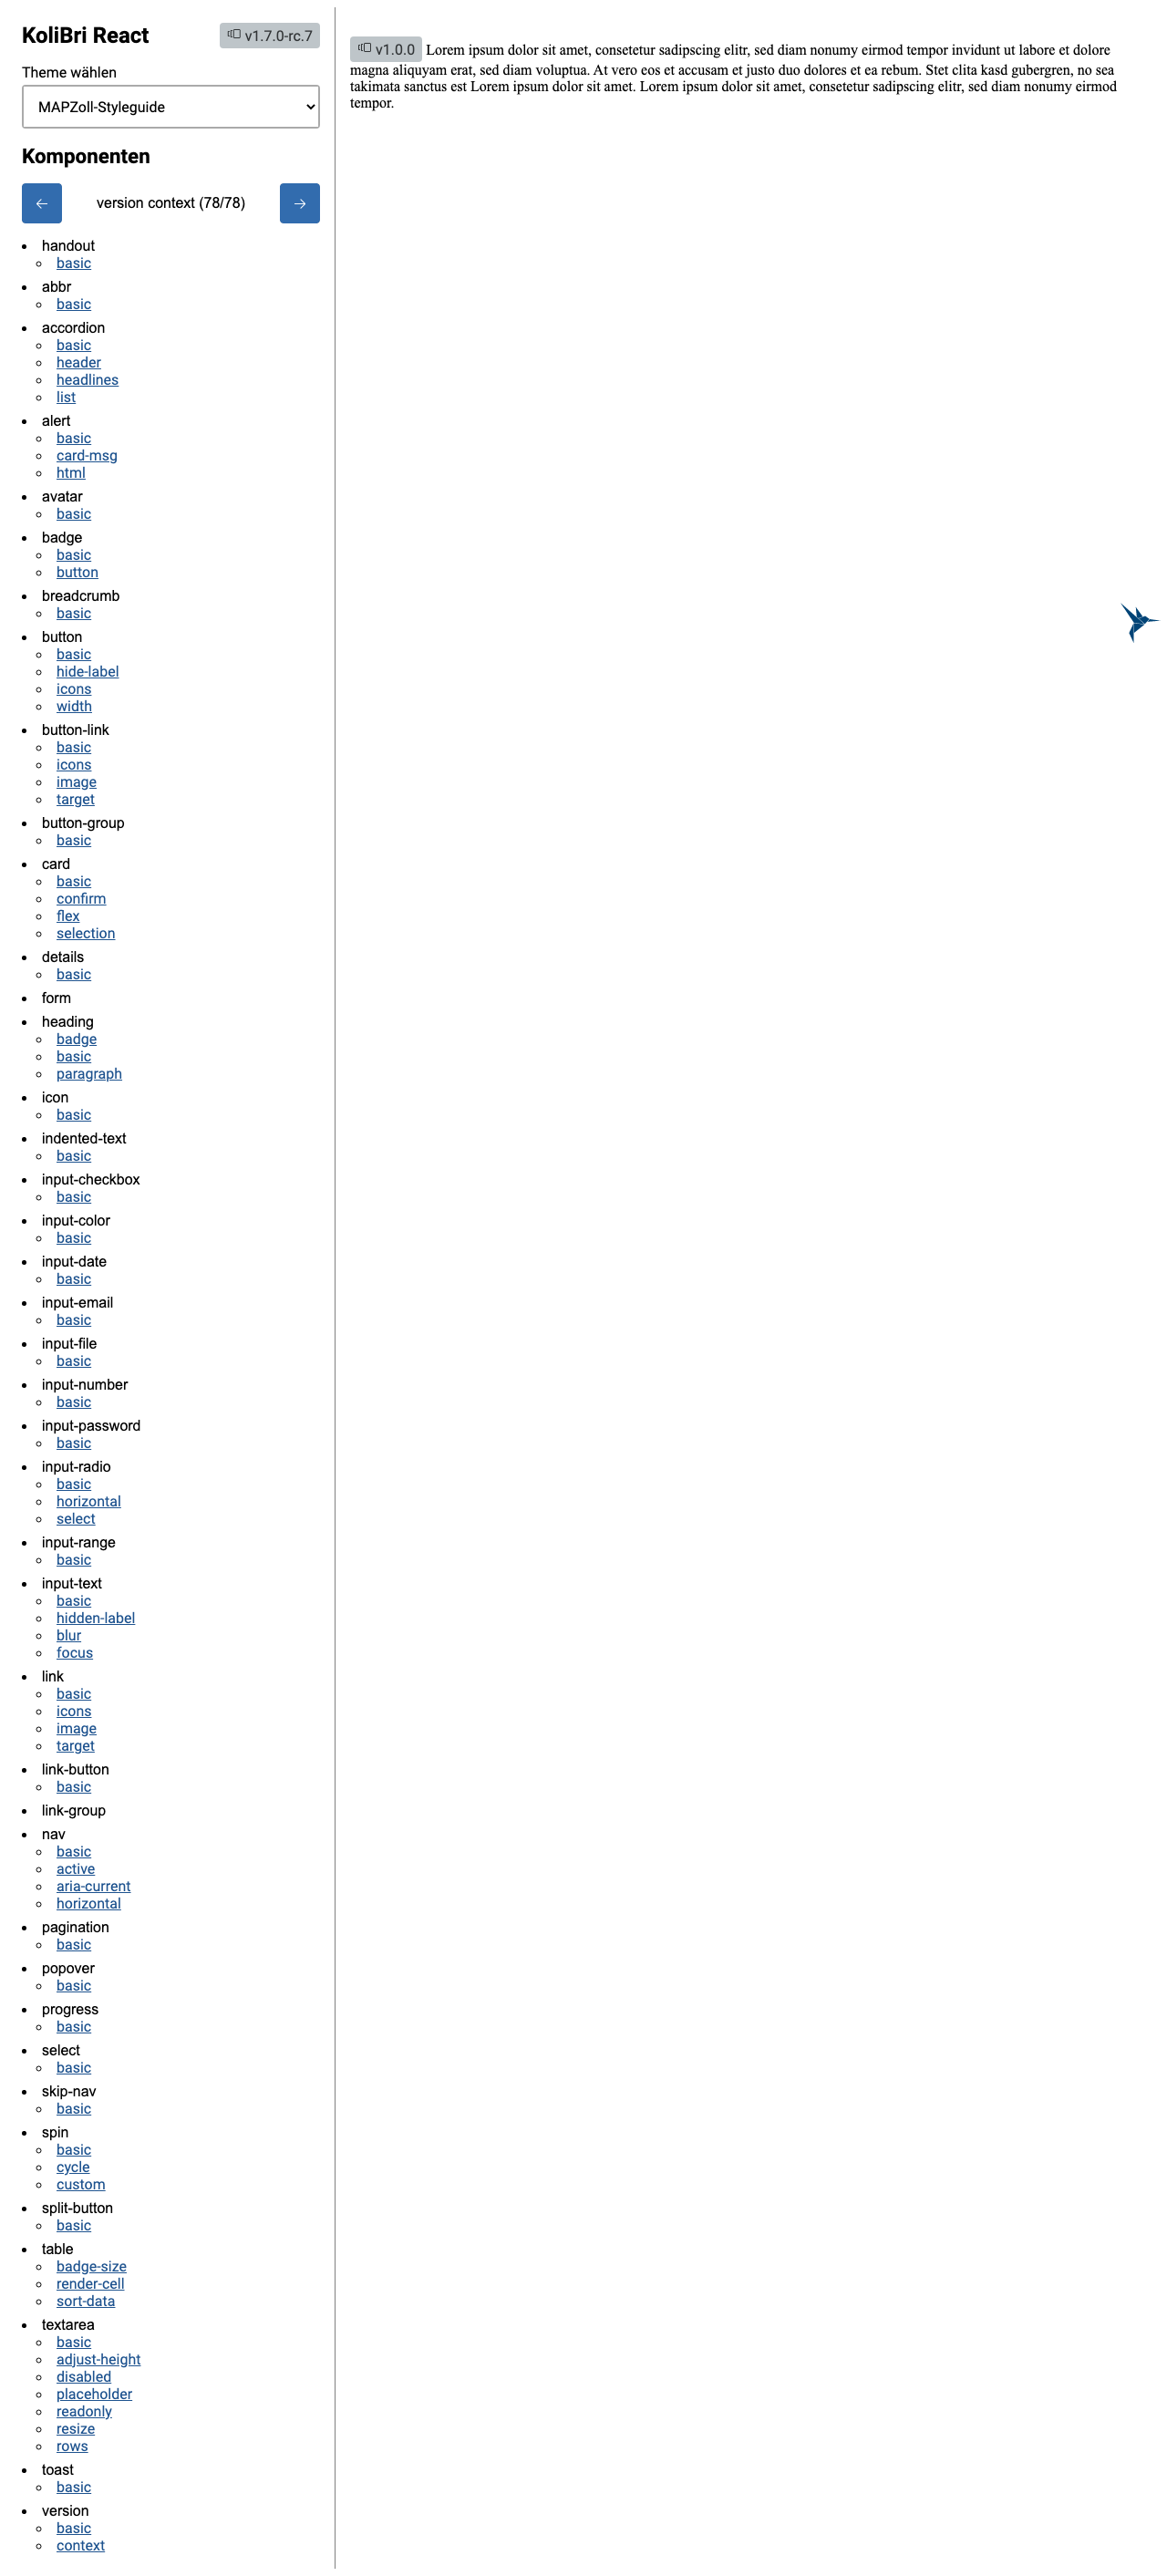 KoliBri React
v1.7.0-rc.7
Theme wählen
MAPZoll-Styleguide
Komponenten
version context (78/78)
handout
basic
abbr
basic
accordion
basic
header
headlines
list
alert
basic
card-msg
html
avatar
basic
badge
basic
button
breadcrumb
basic
button
basic
hide-label
icons
width
button-link
basic
icons
image
target
button-group
basic
card
basic
confirm
flex
selection
details
basic
form
heading
badge
basic
paragraph
icon
basic
indented-text
basic
input-checkbox
basic
input-color
basic
input-date
basic
input-email
basic
input-file
basic
input-number
basic
input-password
basic
input-radio
basic
horizontal
select
input-range
basic
input-text
basic
hidden-label
blur
focus
link
basic
icons
image
target
link-button
basic
link-group
nav
basic
active
aria-current
horizontal
pagination
basic
popover
basic
progress
basic
select
basic
skip-nav
basic
spin
basic
cycle
custom
split-button
basic
table
badge-size
render-cell
sort-data
textarea
basic
adjust-height
disabled
placeholder
readonly
resize
rows
toast
basic
version
basic
context
v1.0.0 Lorem ipsum dolor sit amet, consetetur sadipscing elitr, sed diam nonumy eirmod tempor invidunt ut labore et dolore
magna aliquyam erat, sed diam voluptua. At vero eos et accusam et justo duo dolores et ea rebum. Stet clita kasd gubergren, no sea
takimata sanctus est Lorem ipsum dolor sit amet. Lorem ipsum dolor sit amet, consetetur sadipscing elitr, sed diam nonumy eirmod
tempor.